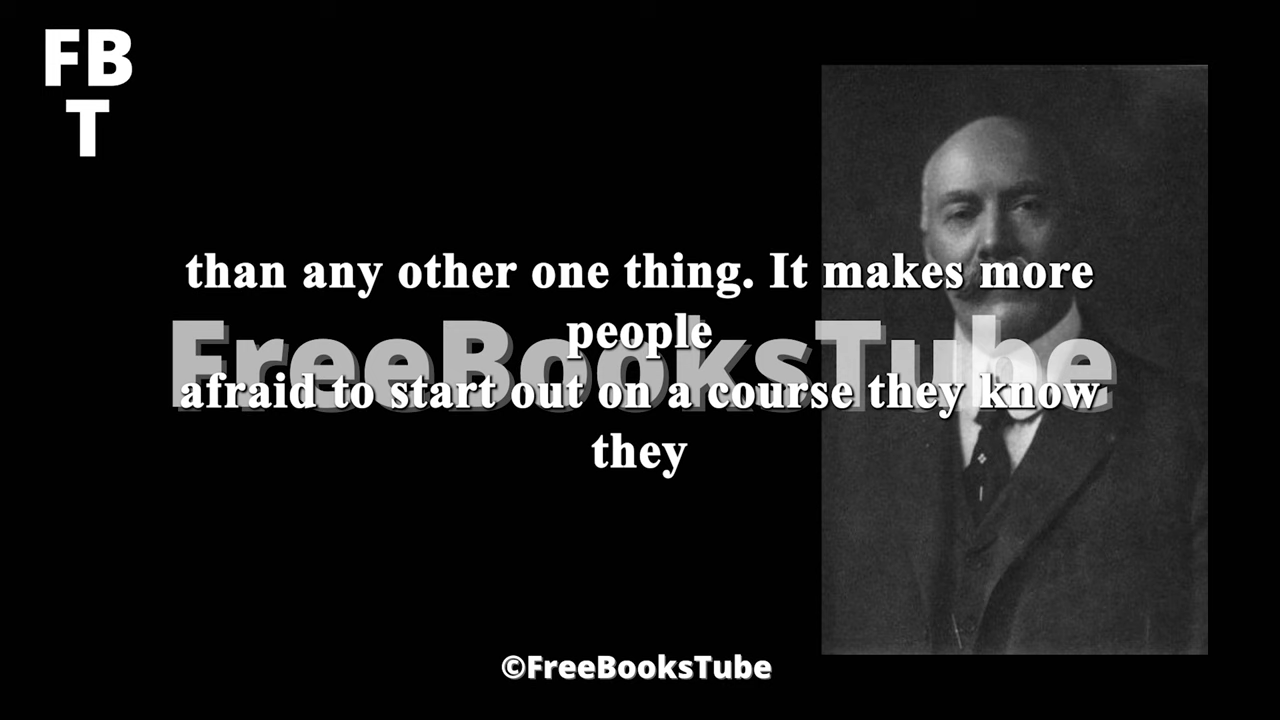 FB
T
than any other one thing. It makes more
people
FreeBooksTube
afraid to start out on a course they know
they
©FreeBooksTube